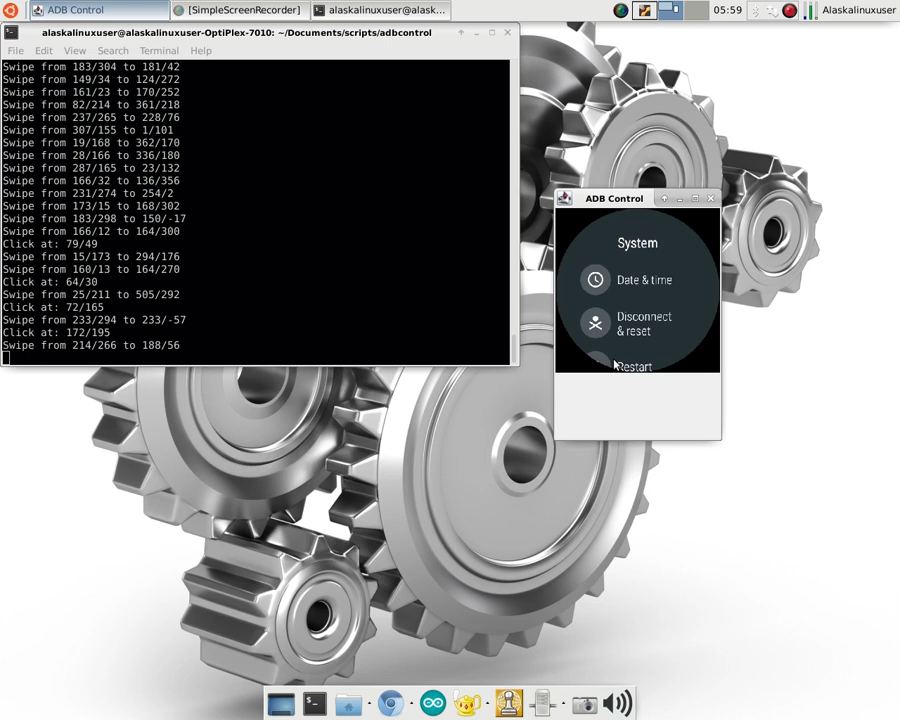 ADB Control
[SimpleScreenRecorder]
alaskalinuxuser@alask...
05:59
Alaskalinuxuser
alaskalinuxuser@alaskalinuxuser-OptiPlex-7010: ~/Documents/scripts/adbcontrol
File Edit View Search Terminal Help
Swipe from 183/304 to 181/42
Swipe from 149/34 to 124/272
Swipe from 161/23 to 170/252
Swipe from 82/214 to 361/218
Swipe from 237/265 to 228/76
Swipe from 307/155 to 1/101
Swipe from 19/168 to 362/170
Swipe from 28/166 to 336/180
Swipe from 287/165 to 23/132
Swipe from 166/32 to 136/356
Swipe from 231/274 to 254/2
Swipe from 173/15 to 168/302
Swipe from 183/298 to 150/-17
Swipe from 166/12 to 164/300
Click at: 79/49
Swipe from 15/173 to 294/176
Swipe from 160/13 to 164/270
Click at: 64/30
Swipe from 25/211 to 505/292
Click at: 72/165
Swipe from 233/294 to 233/-57
Click at: 172/195
Swipe from 214/266 to 188/56
ADB Control
System
Date & time
Disconnect
& reset
Restart